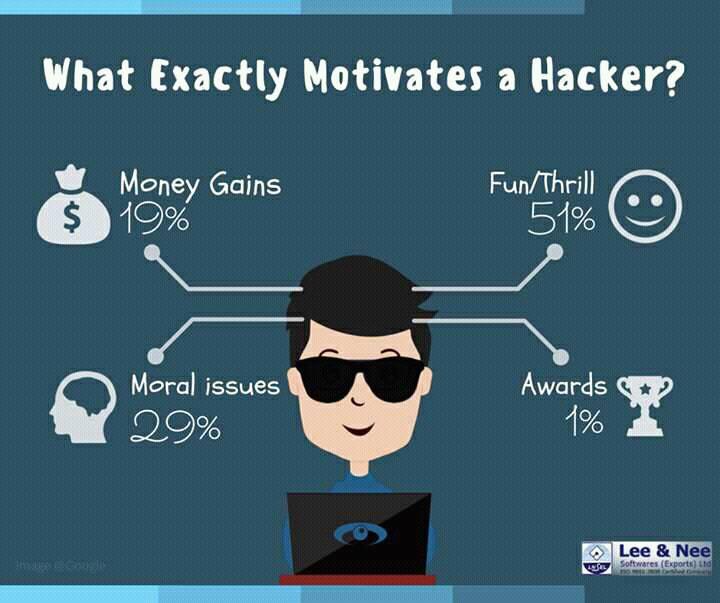 What Exactly Motivates a Hacker?
Money Gains
19%
Fun/Thrill
51%
$
Moral issues
29%
Awards
1%
Image @Google
Lee & Nee
Softwares (Exports) Ltd
ISO 9001:2008 Certified Company